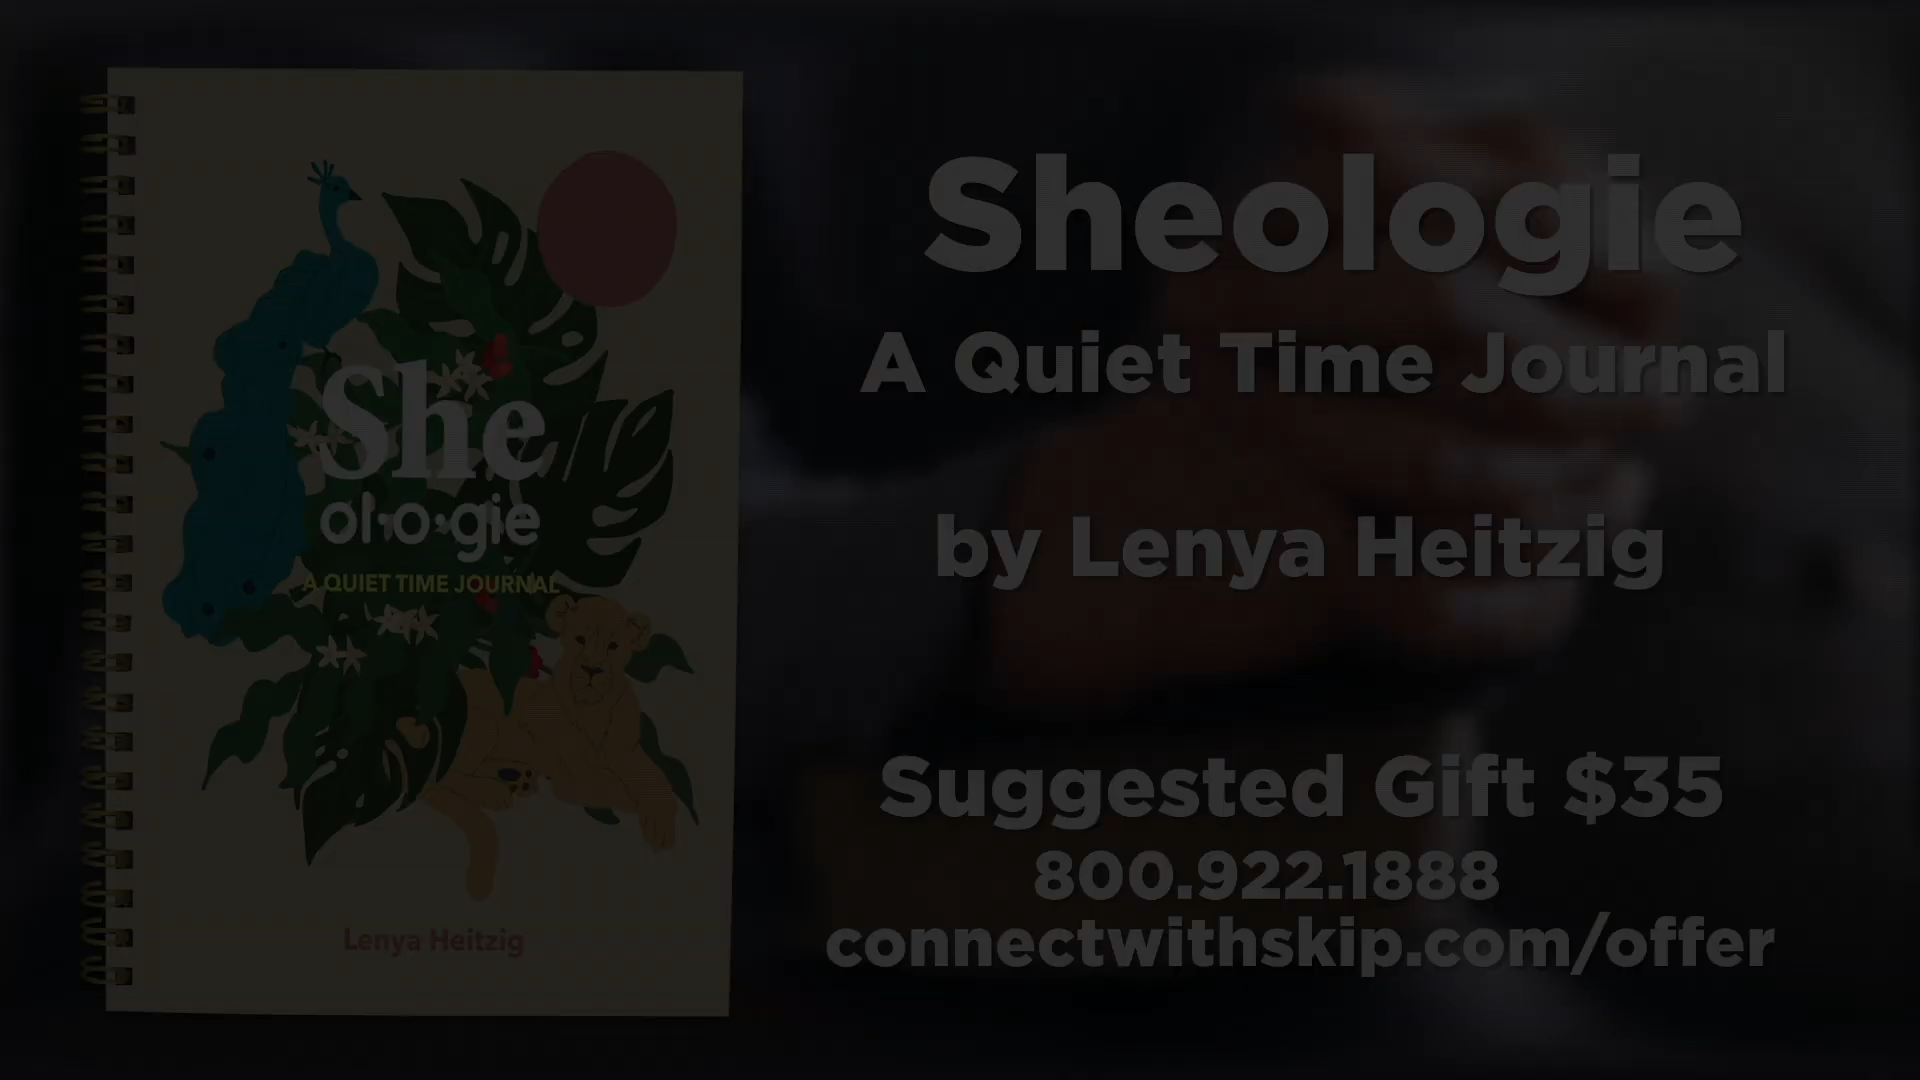 She
ol·o·gie
A QUIET TIME JOURNAL
Lenya Heitzig
Sheologie
A Quiet Time Journal
by Lenya Heitzig
Suggested Gift $35
800.922.1888
connectwithskip.com/offer